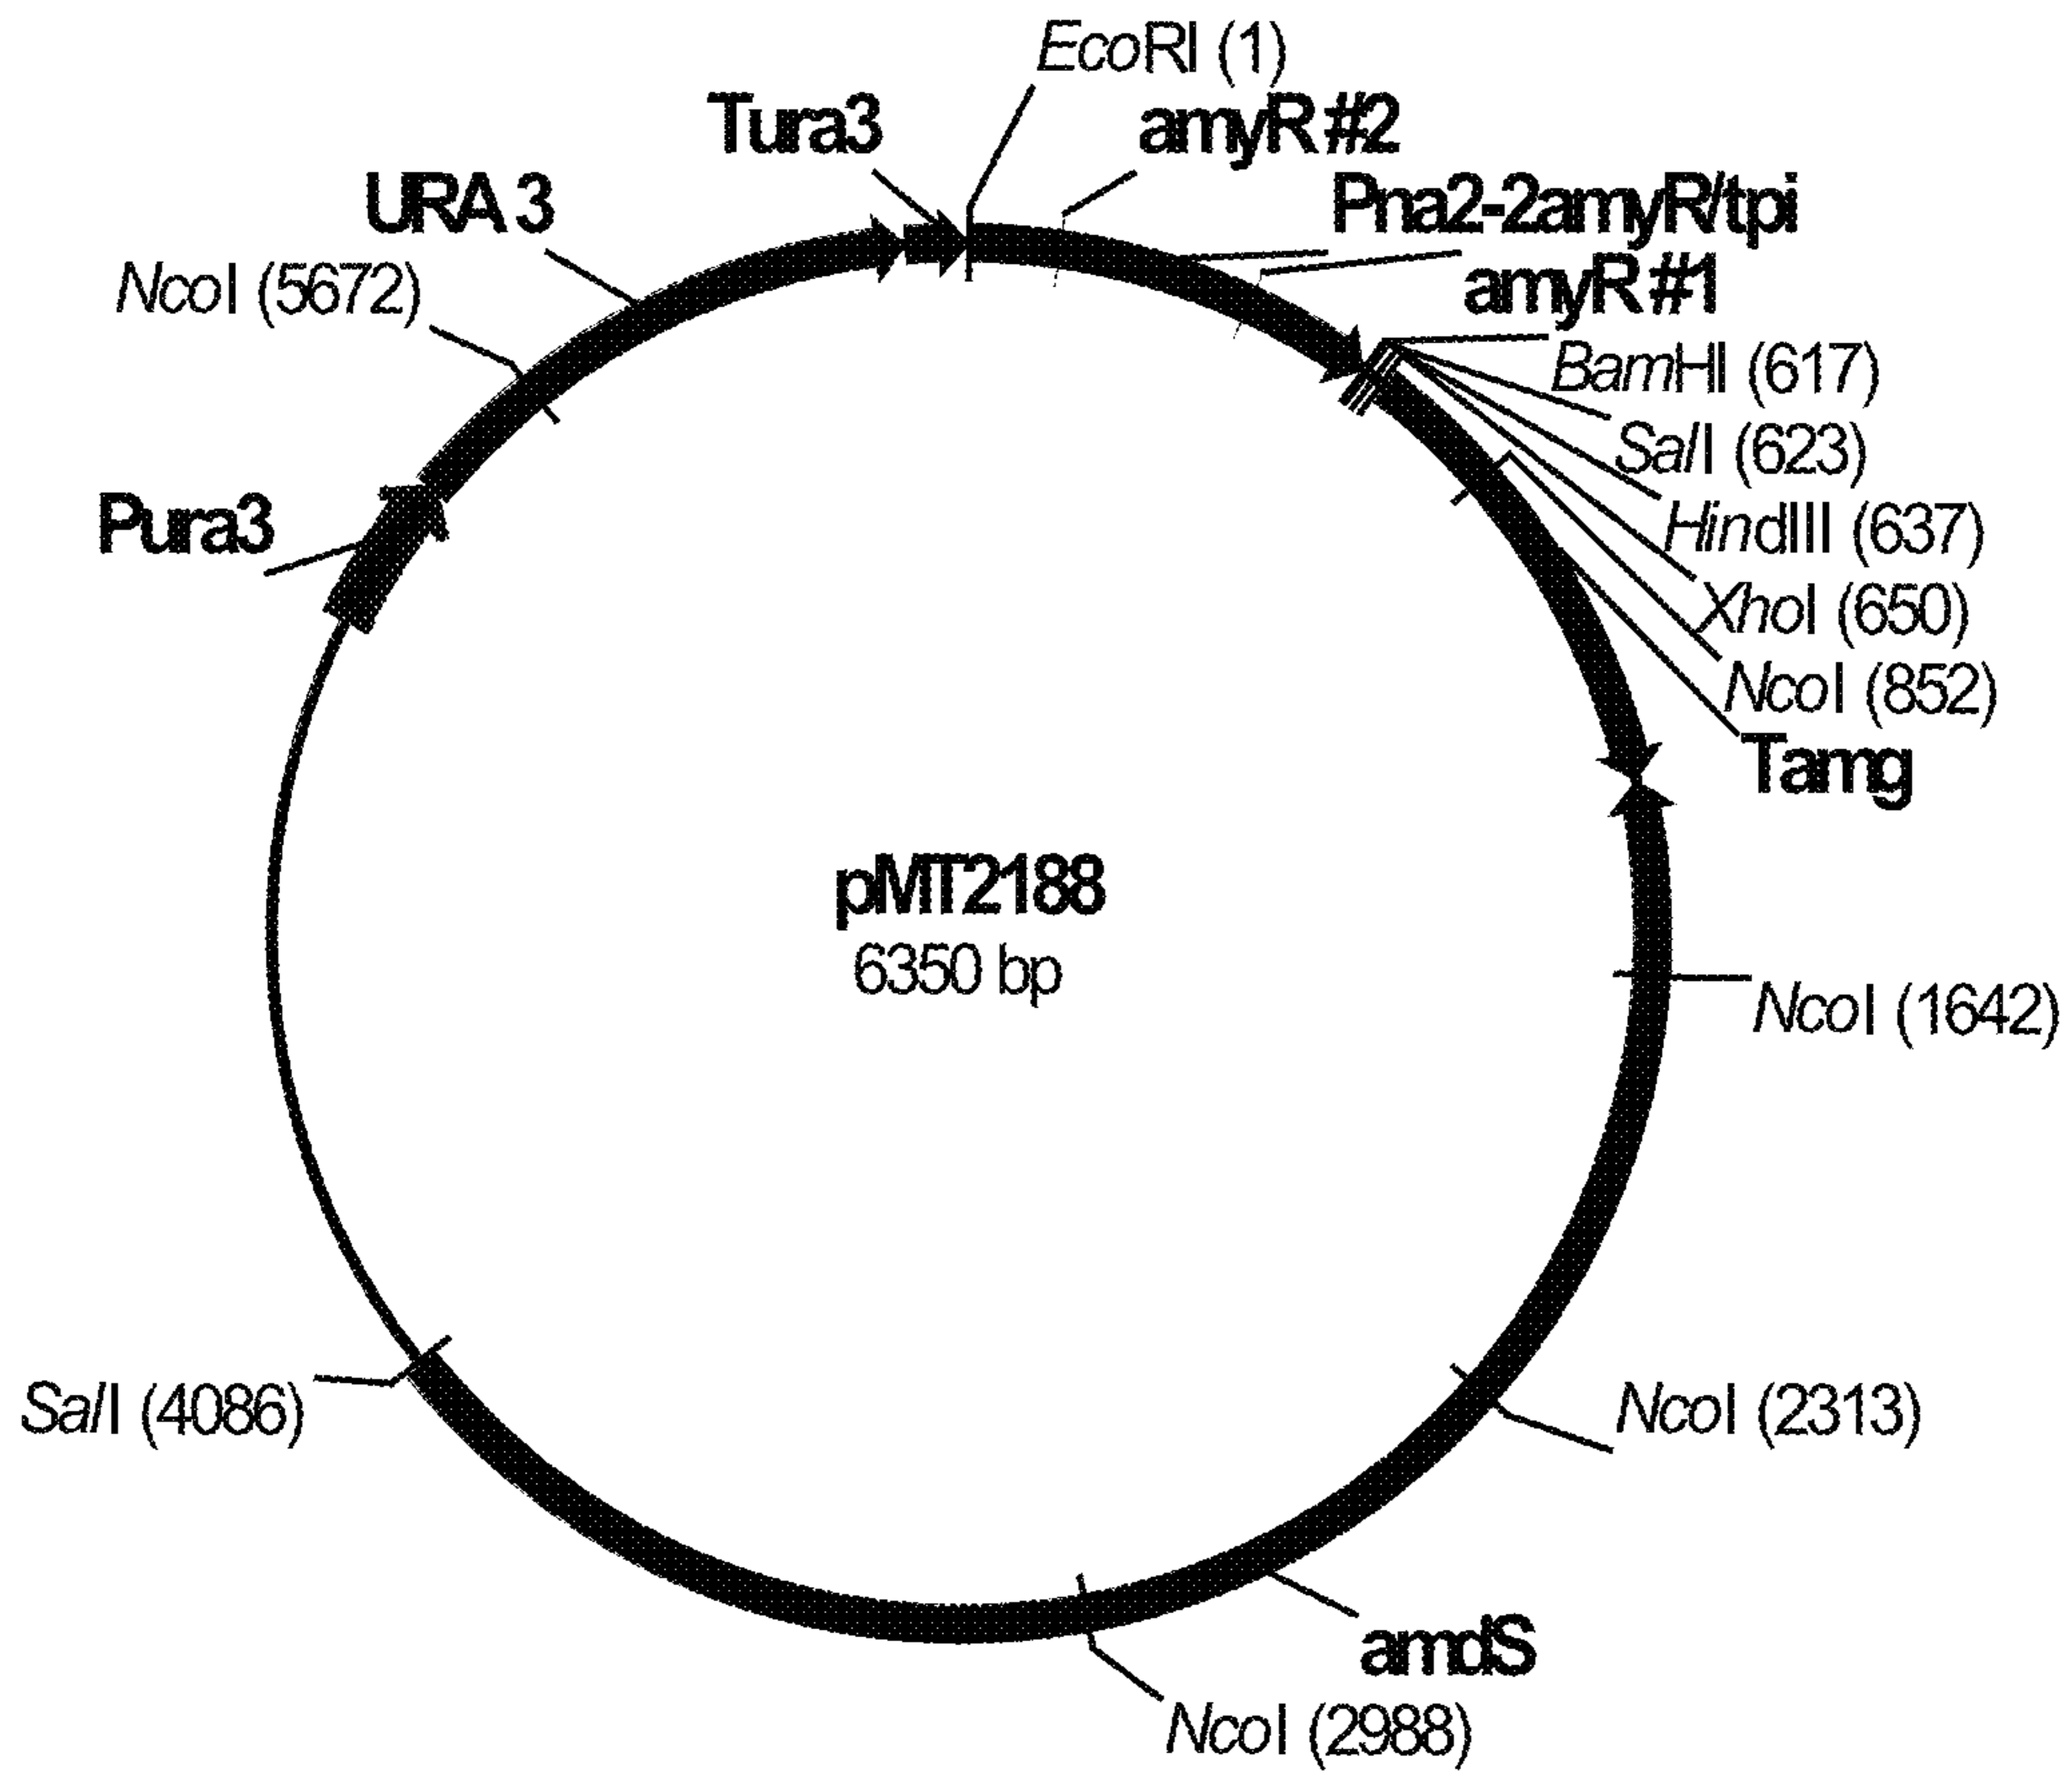 EcoRI (1)
Tura3
amyR #2
URA 3
Pna2-2amyR/tpi
NcoI (5672)
amyR #1
BamHI (617)
SalI (623)
Pura3
HindIII (637)
XhoI (650)
NcoI (852)
Tamg
pMT2188
6350 bp
NcoI (1642)
SalI (4086)
NcoI (2313)
amdS
NcoI (2988)